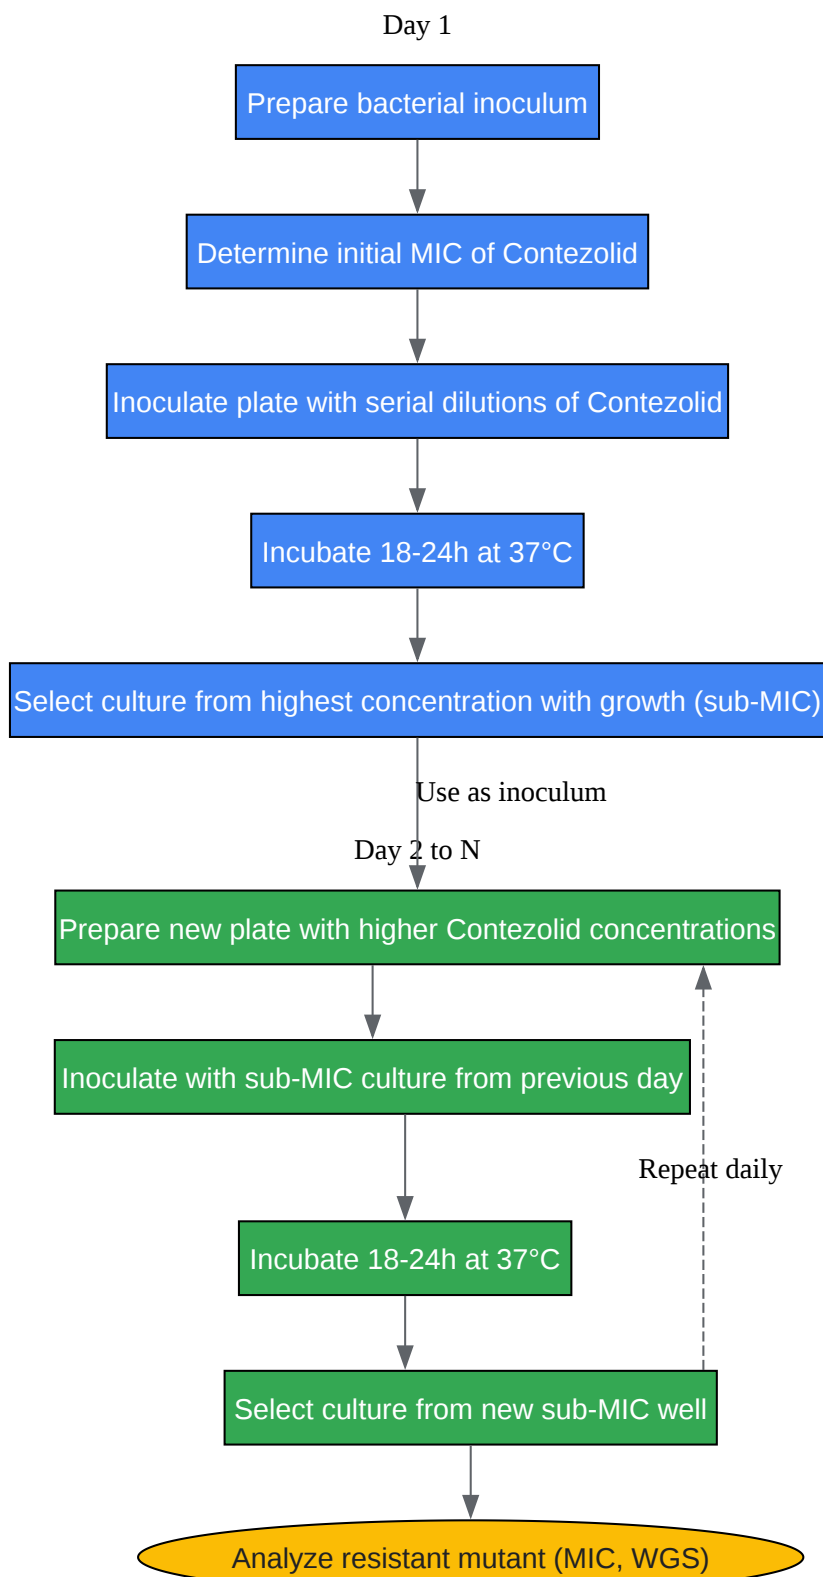 Day 1
Prepare bacterial inoculum
Determine initial MIC of Contezolid
Inoculate plate with serial dilutions of Contezolid
Incubate 18-24h at 37°C
Select culture from highest concentration with growth (sub-MIC)
Use as inoculum
Day 2 to N
Prepare new plate with higher Contezolid concentrations
Inoculate with sub-MIC culture from previous day
Repeat daily
Incubate 18-24h at 37°C
Select culture from new sub-MIC well
Analyze resistant mutant (MIC, WGS)